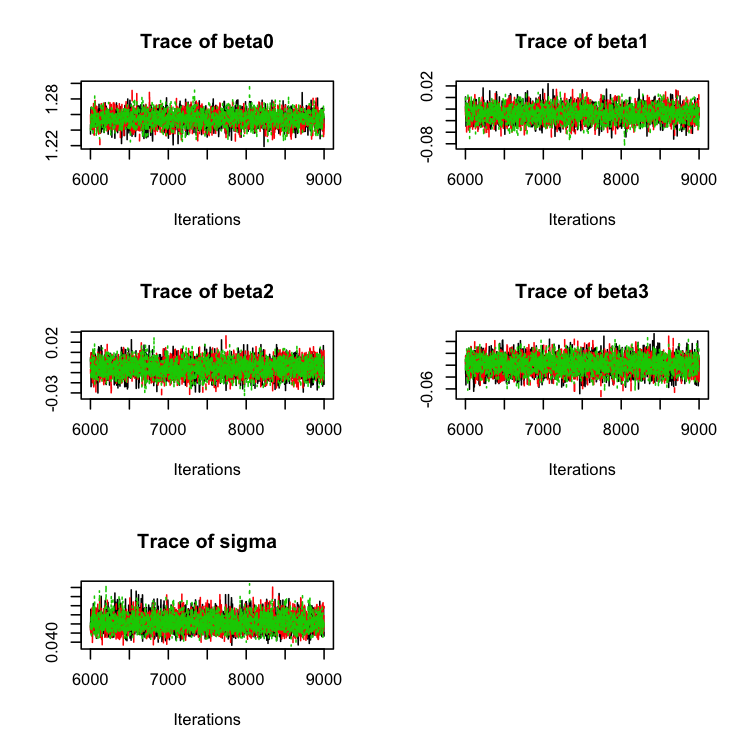 Trace of beta0
Trace of beta1
1.22 1.28
-0.08 0.02
6000 7000 8000 9000
6000 7000 8000 9000
Iterations
Iterations
Trace of beta2
Trace of beta3
-0.03 0.02
-0.06
6000 7000 8000 9000
6000 7000 8000 9000
Iterations
Iterations
Trace of sigma
0.040
6000 7000 8000 9000
Iterations